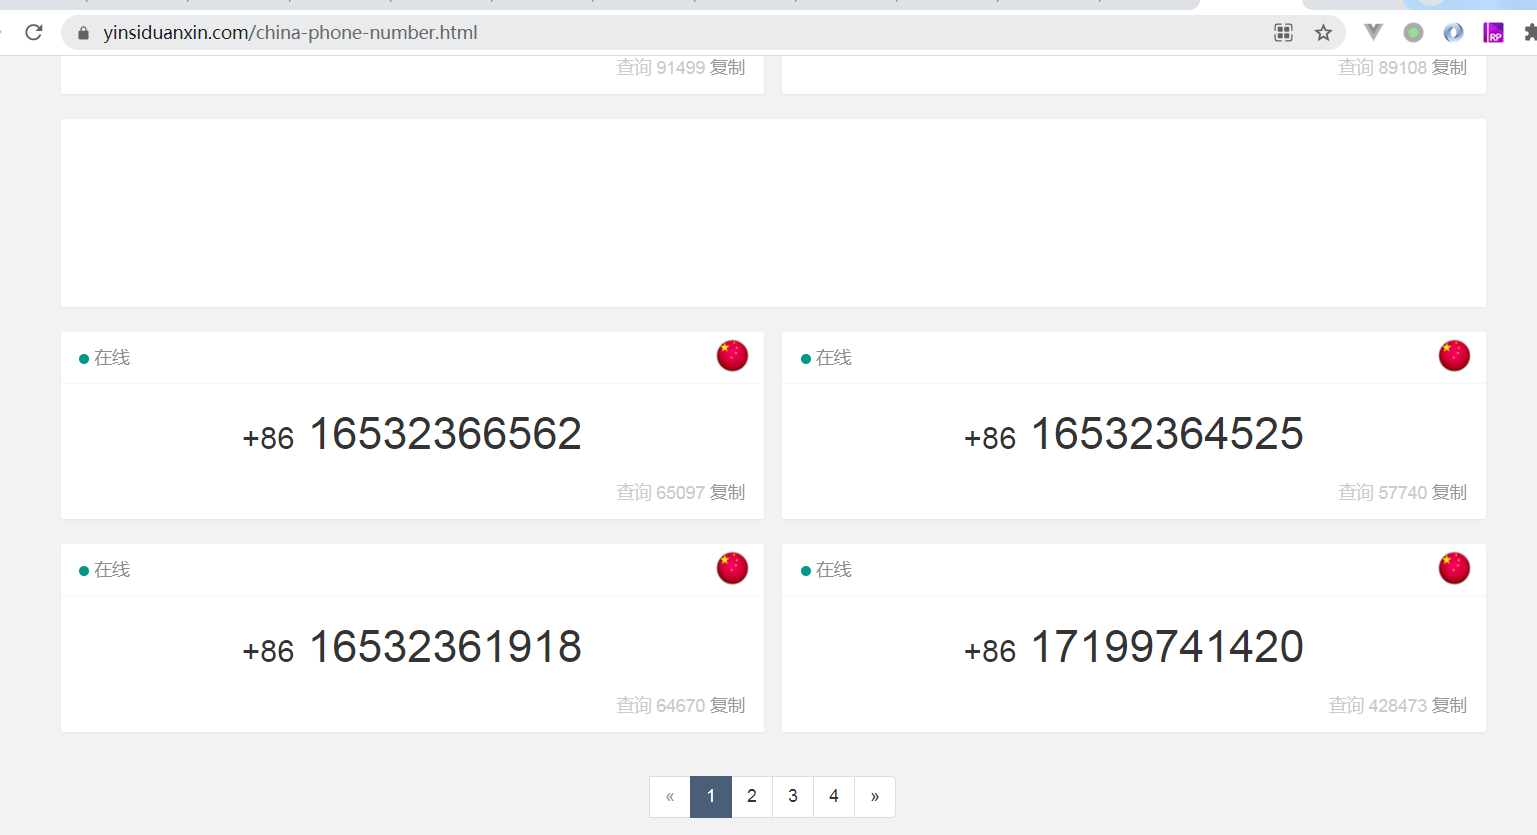 yinsiduanxin.com/china-phone-number.html
RP
查询 91499 复制
查询 89108 复制
在线
+86 16532366562
查询 65097 复制
在线
+86 16532364525
查询 57740 复制
在线
+86 16532361918
查询 64670 复制
在线
+86 17199741420
查询 428473 复制
« 1 2 3 4 »